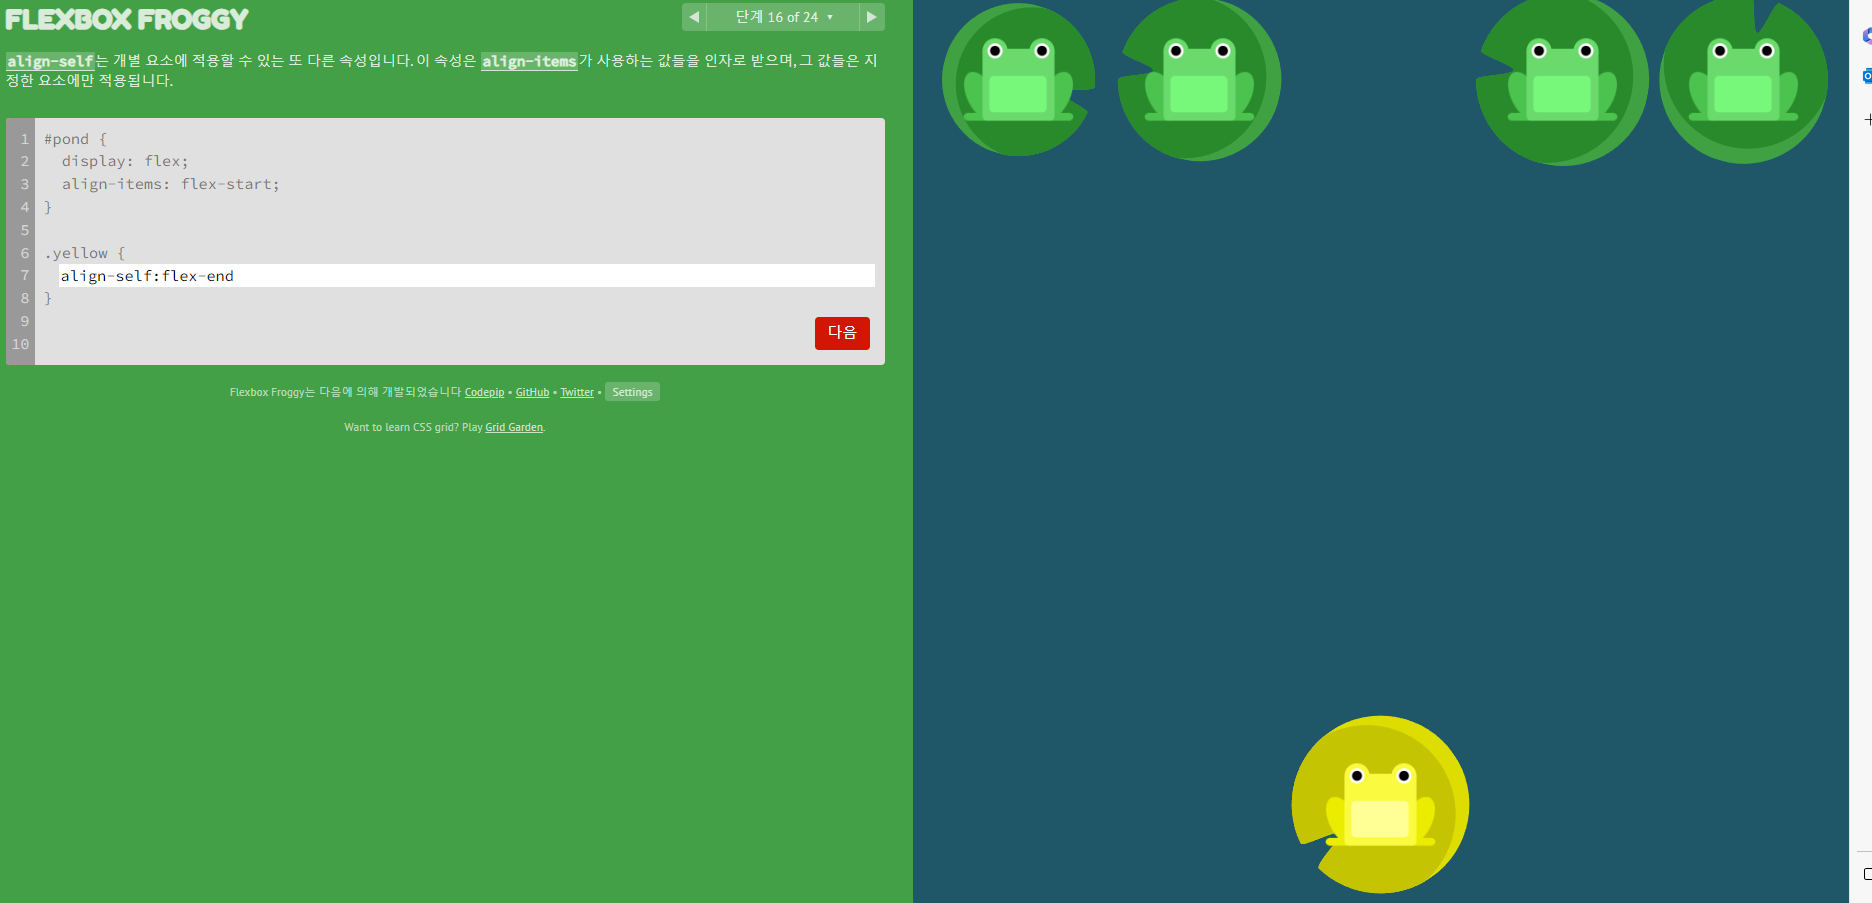 FLEXBOX FROGGY
◀ 단계 16 of 24 ▼ ▶
align-self는 개별 요소에 적용할 수 있는 또 다른 속성입니다. 이 속성은 align-items가 사용하는 값들을 인자로 받으며, 그 값들은 지
정한 요소에만 적용됩니다.
1 #pond {
2   display: flex;
3   align-items: flex-start;
4 }
5
6 .yellow {
7   align-self:flex-end
8 }
9
10
다음
Flexbox Froggy는 다음에 의해 개발되었습니다 Codepip • GitHub • Twitter • Settings
Want to learn CSS grid? Play Grid Garden.